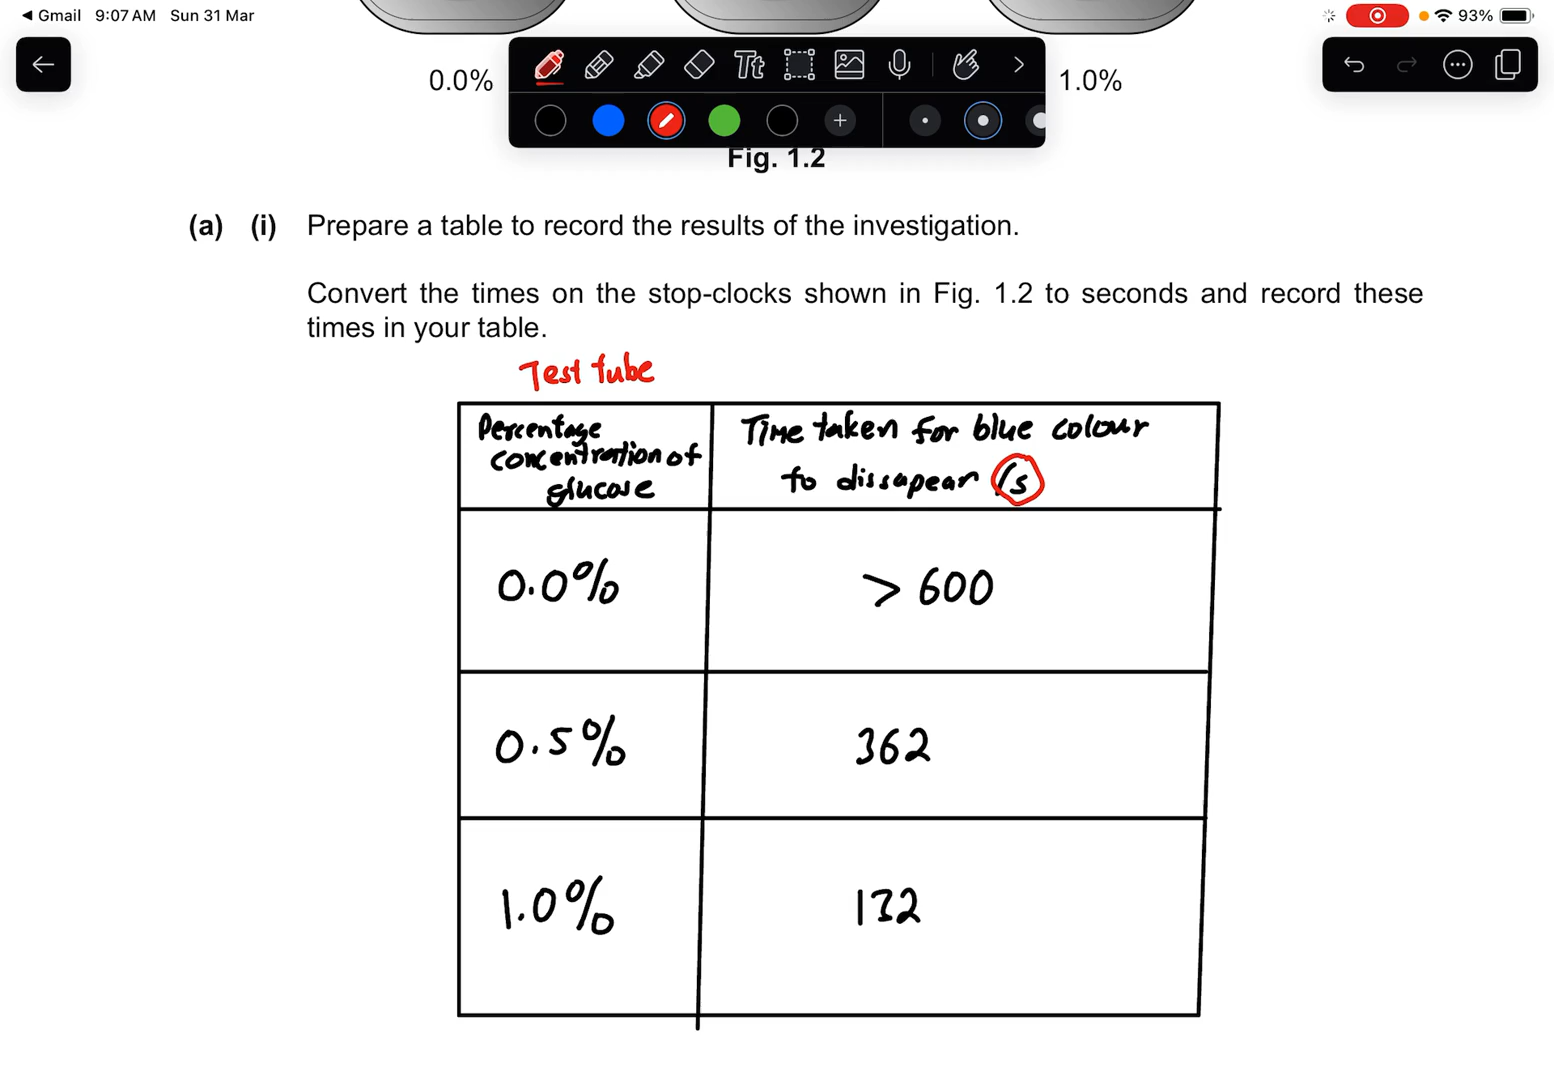 ◀ Gmail 9:07 AM Sun 31 Mar
93%
0.0%
Tt
1.0%
Fig. 1.2
(a) (i) Prepare a table to record the results of the investigation.
Convert the times on the stop-clocks shown in Fig. 1.2 to seconds and record these
times in your table.
Test tube
Percentage
concentration of
glucose
Time taken for blue colour
to dissapear /s
0.0%
> 600
0.5%
362
1.0%
132